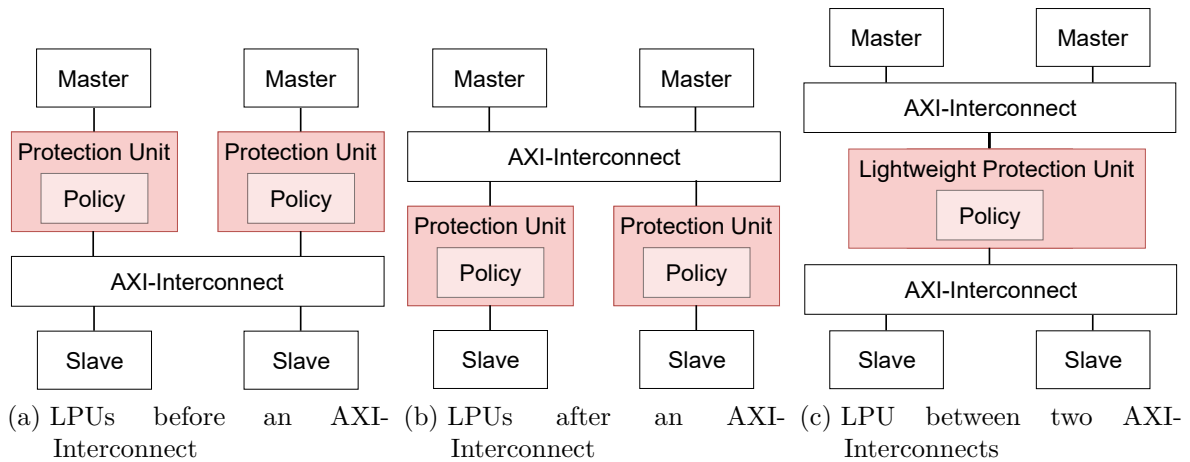 Master
Master
Protection Unit
Policy
Protection Unit
Policy
AXI-Interconnect
Slave
Slave
(a) LPUs before an AXI-
Interconnect
Master
Master
AXI-Interconnect
Protection Unit
Policy
Protection Unit
Policy
Slave
Slave
(b) LPUs after an AXI-
Interconnect
Master
Master
AXI-Interconnect
Lightweight Protection Unit
Policy
AXI-Interconnect
Slave
Slave
(c) LPU between two AXI-
Interconnects